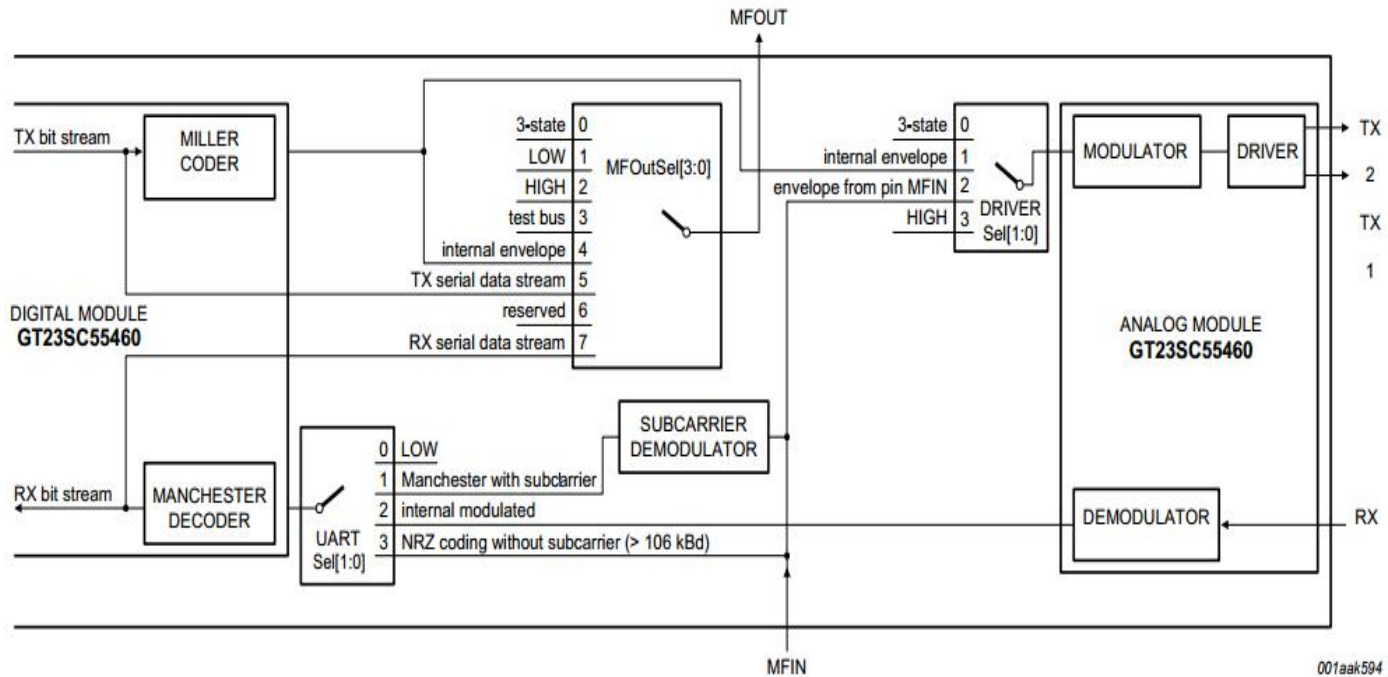 MFOUT
TX bit stream
MILLER
CODER
3-state 0
LOW 1
HIGH 2
test bus 3
internal envelope 4
TX serial data stream 5
reserved 6
RX serial data stream 7
MFOutSel[3:0]
3-state 0
internal envelope 1
envelope from pin MFIN 2
HIGH 3
DRIVER
Sel[1:0]
MODULATOR
DRIVER
TX
2
TX
1
DIGITAL MODULE
GT23SC55460
ANALOG MODULE
GT23SC55460
SUBCARRIER
DEMODULATOR
RX bit stream
MANCHESTER
DECODER
UART
Sel[1:0]
0 LOW
1 Manchester with subcarrier
2 internal modulated
3 NRZ coding without subcarrier (> 106 kBd)
DEMODULATOR
RX
MFIN
001aak594